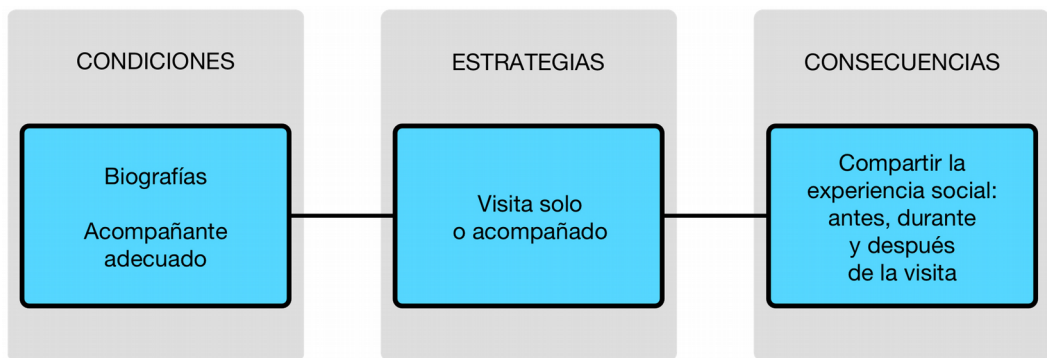 CONDICIONES
Biografías
Acompañante
adecuado
ESTRATEGIAS
Visita solo
o acompañado
CONSECUENCIAS
Compartir la
experiencia social:
antes, durante
y después
de la visita